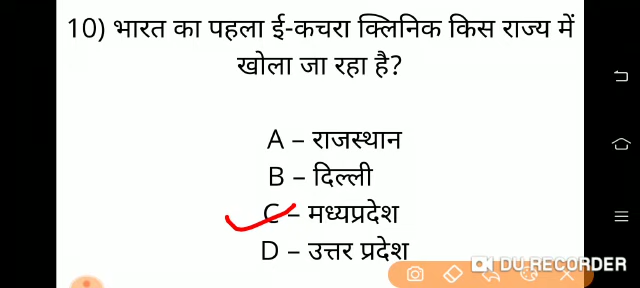 10) भारत का पहला ई-कचरा क्लिनिक किस राज्य में
खोला जा रहा है?
A – राजस्थान
B – दिल्ली
C – मध्यप्रदेश
D – उत्तर प्रदेश
DU RECORDER